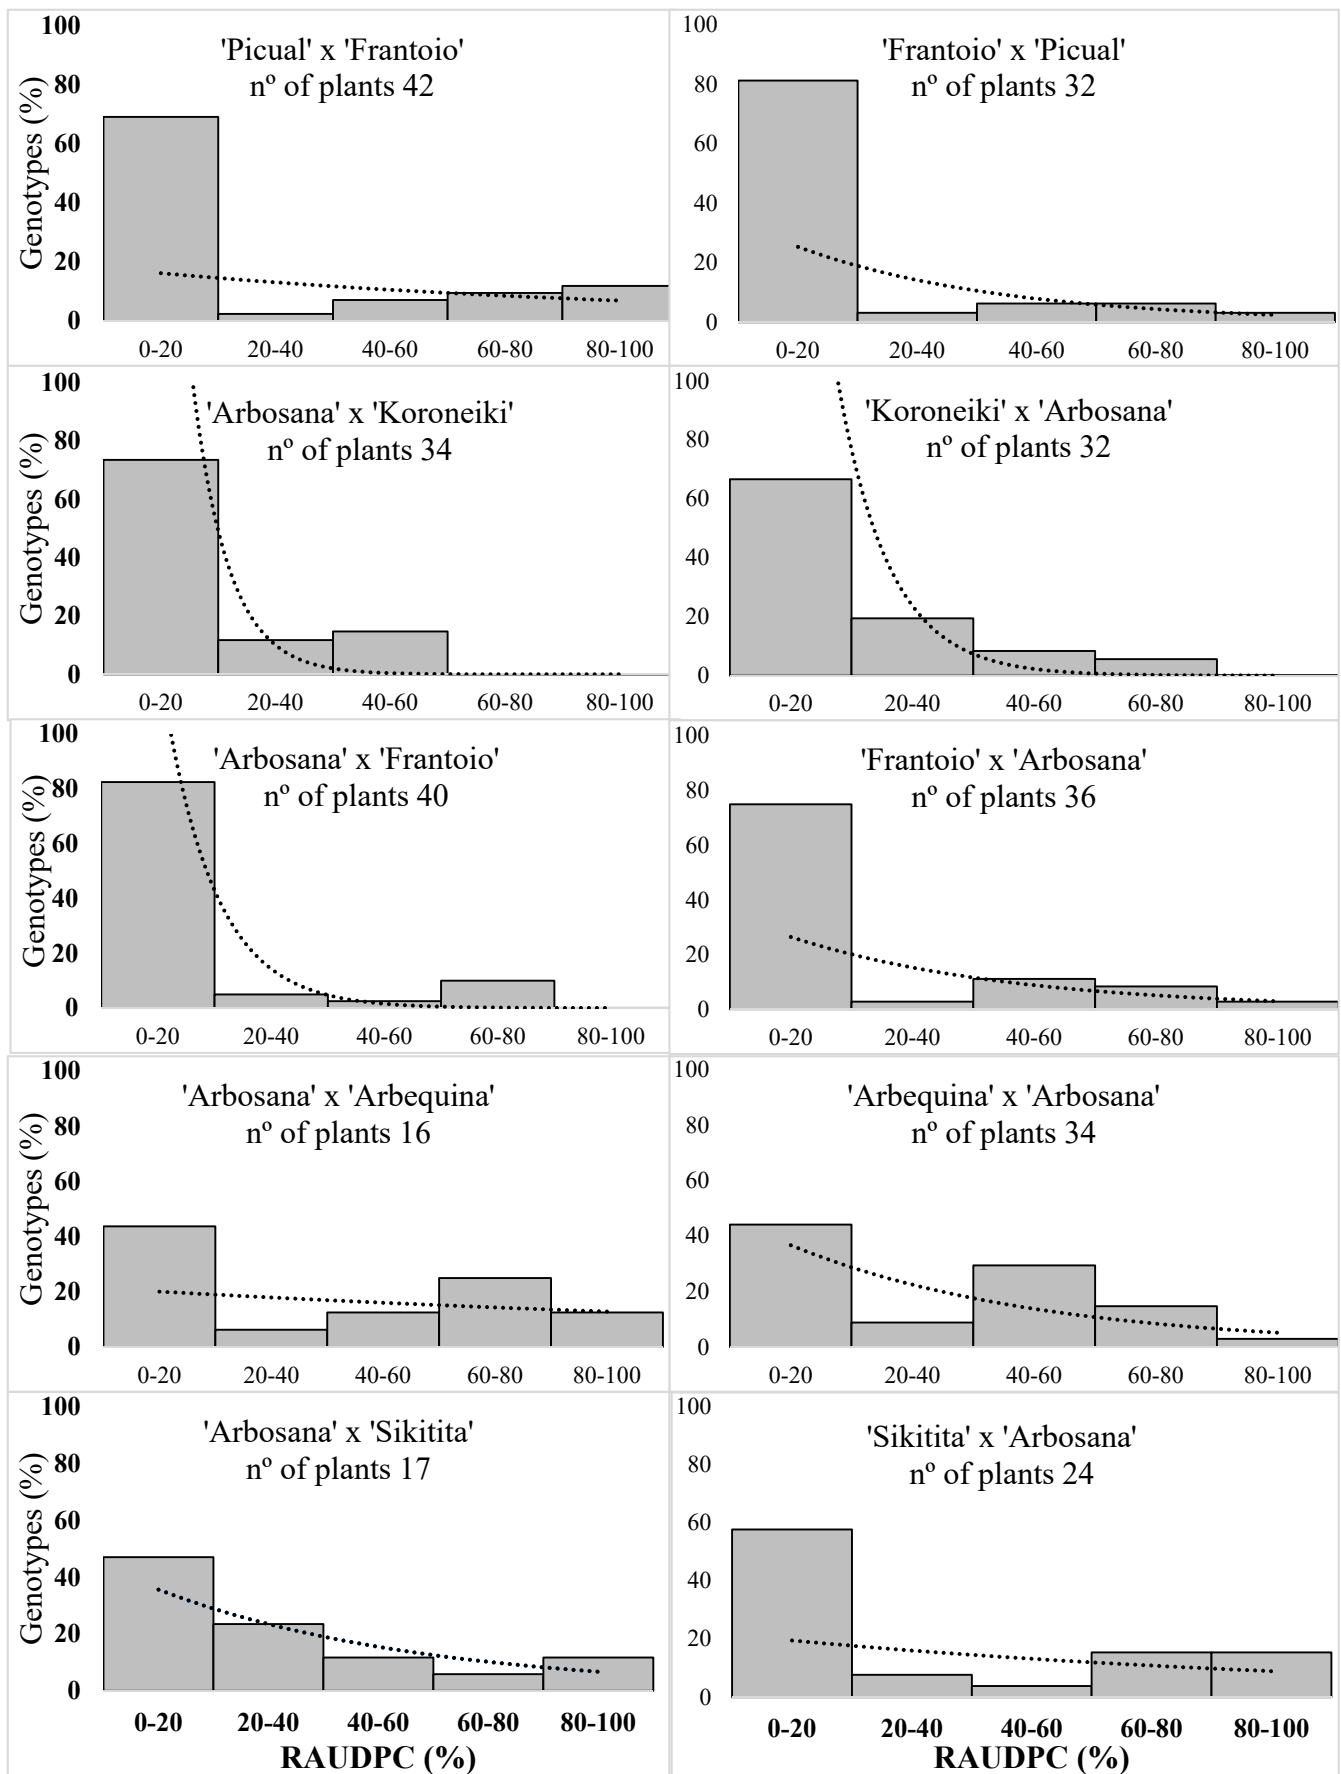 'Picual' x 'Frantoio'
nº of plants 42
Genotypes (%)
100
80
60
40
20
0
0-20 20-40 40-60 60-80 80-100
'Frantoio' x 'Picual'
nº of plants 32
100
80
60
40
20
0
0-20 20-40 40-60 60-80 80-100
'Arbosana' x 'Koroneiki'
nº of plants 34
Genotypes (%)
100
80
60
40
20
0
0-20 20-40 40-60 60-80 80-100
'Koroneiki' x 'Arbosana'
nº of plants 32
100
80
60
40
20
0
0-20 20-40 40-60 60-80 80-100
'Arbosana' x 'Frantoio'
nº of plants 40
Genotypes (%)
100
80
60
40
20
0
0-20 20-40 40-60 60-80 80-100
'Frantoio' x 'Arbosana'
nº of plants 36
100
80
60
40
20
0
0-20 20-40 40-60 60-80 80-100
'Arbosana' x 'Arbequina'
nº of plants 16
Genotypes (%)
100
80
60
40
20
0
0-20 20-40 40-60 60-80 80-100
'Arbequina' x 'Arbosana'
nº of plants 34
100
80
60
40
20
0
0-20 20-40 40-60 60-80 80-100
'Arbosana' x 'Sikitita'
nº of plants 17
Genotypes (%)
100
80
60
40
20
0
0-20 20-40 40-60 60-80 80-100
RAUDPC (%)
'Sikitita' x 'Arbosana'
nº of plants 24
100
80
60
40
20
0
0-20 20-40 40-60 60-80 80-100
RAUDPC (%)